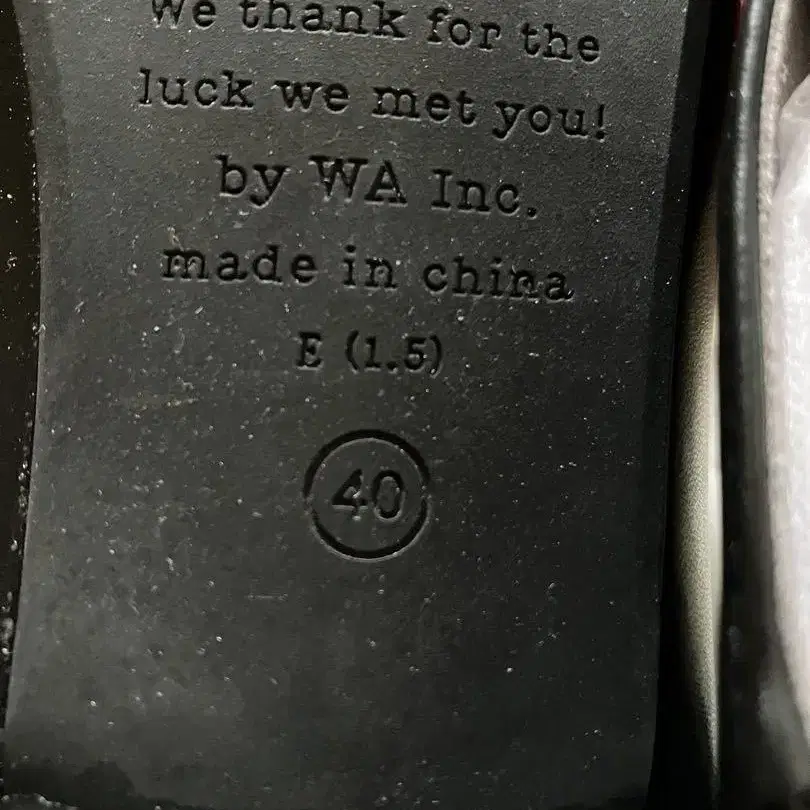 We thank for the
luck we met you!
by WA Inc.
made in china
E (1.5)
40